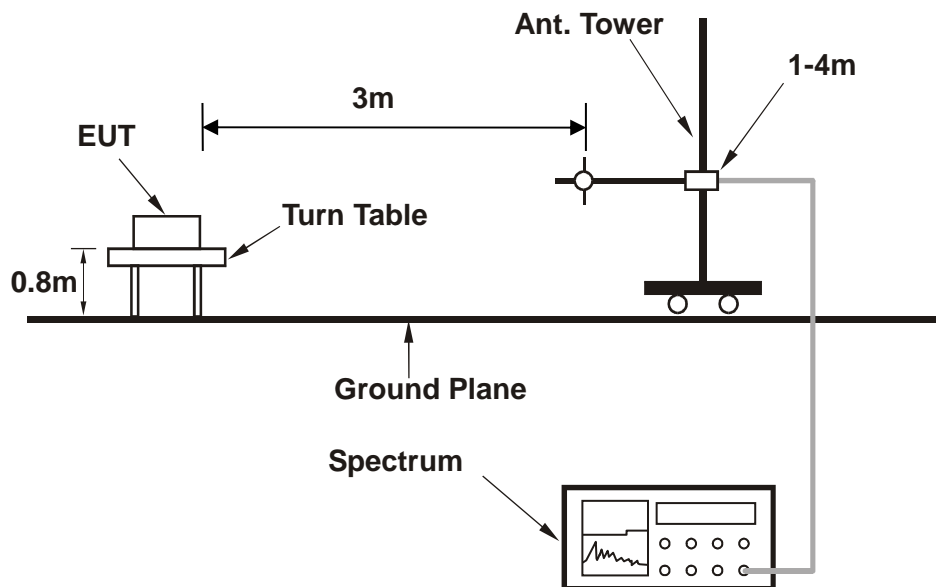 Ant. Tower
1-4m
3m
EUT
Turn Table
0.8m
Ground Plane
Spectrum